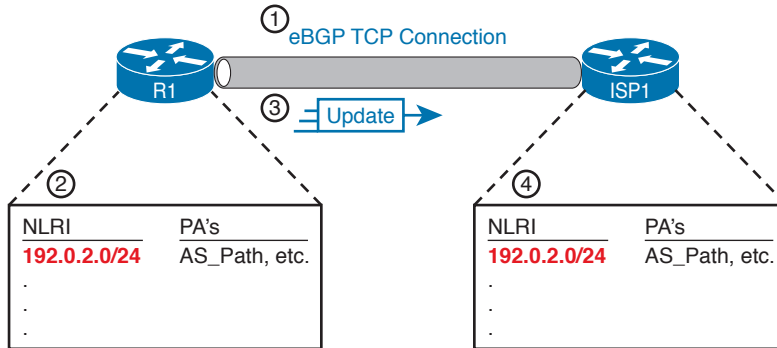 1
eBGP TCP Connection
R1
ISP1
3
Update
2
4
NLRI PA's
192.0.2.0/24 AS_Path, etc.
.
.
.
NLRI PA's
192.0.2.0/24 AS_Path, etc.
.
.
.